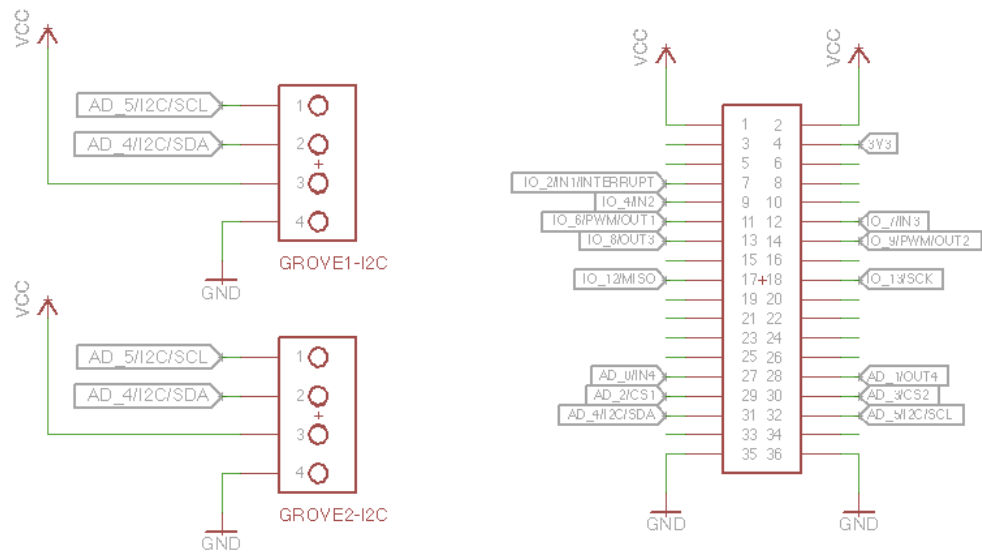 VCC
AD_5/I2C/SCL
AD_4/I2C/SDA
1
2
+
3
4
GND
GROVE1-I2C
VCC
AD_5/I2C/SCL
AD_4/I2C/SDA
1
2
+
3
4
GND
GROVE2-I2C
VCC VCC
1 2
3 4 3V3
5 6
IO_2/IN1/INTERRUPT 7 8
IO_4/IN2 9 10
IO_6/PWM/OUT1 11 12 IO_7/IN3
IO_8/OUT3 13 14 IO_9/PWM/OUT2
15 16
IO_12/MISO 17+18 IO_13/SCK
19 20
21 22
23 24
25 26
AD_0/IN4 27 28 AD_1/OUT4
AD_2/CS1 29 30 AD_3/CS2
AD_4/I2C/SDA 31 32 AD_5/I2C/SCL
33 34
35 36
GND GND